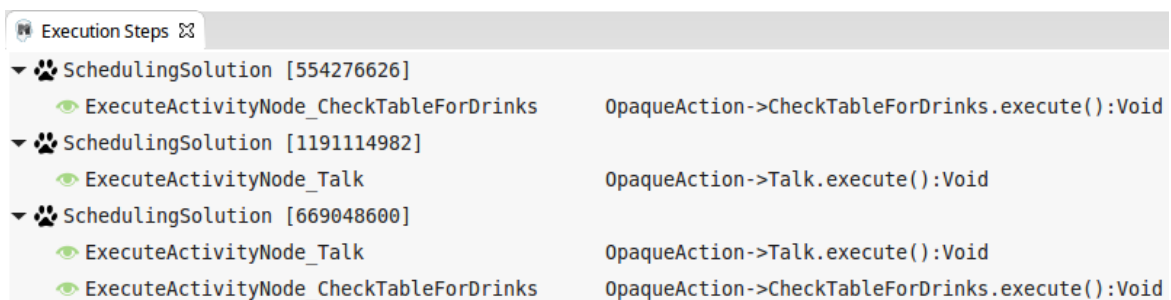 Execution Steps
SchedulingSolution [554276626]
ExecuteActivityNode_CheckTableForDrinks OpaqueAction->CheckTableForDrinks.execute():Void
SchedulingSolution [1191114982]
ExecuteActivityNode_Talk OpaqueAction->Talk.execute():Void
SchedulingSolution [669048600]
ExecuteActivityNode_Talk OpaqueAction->Talk.execute():Void
ExecuteActivityNode_CheckTableForDrinks OpaqueAction->CheckTableForDrinks.execute():Void